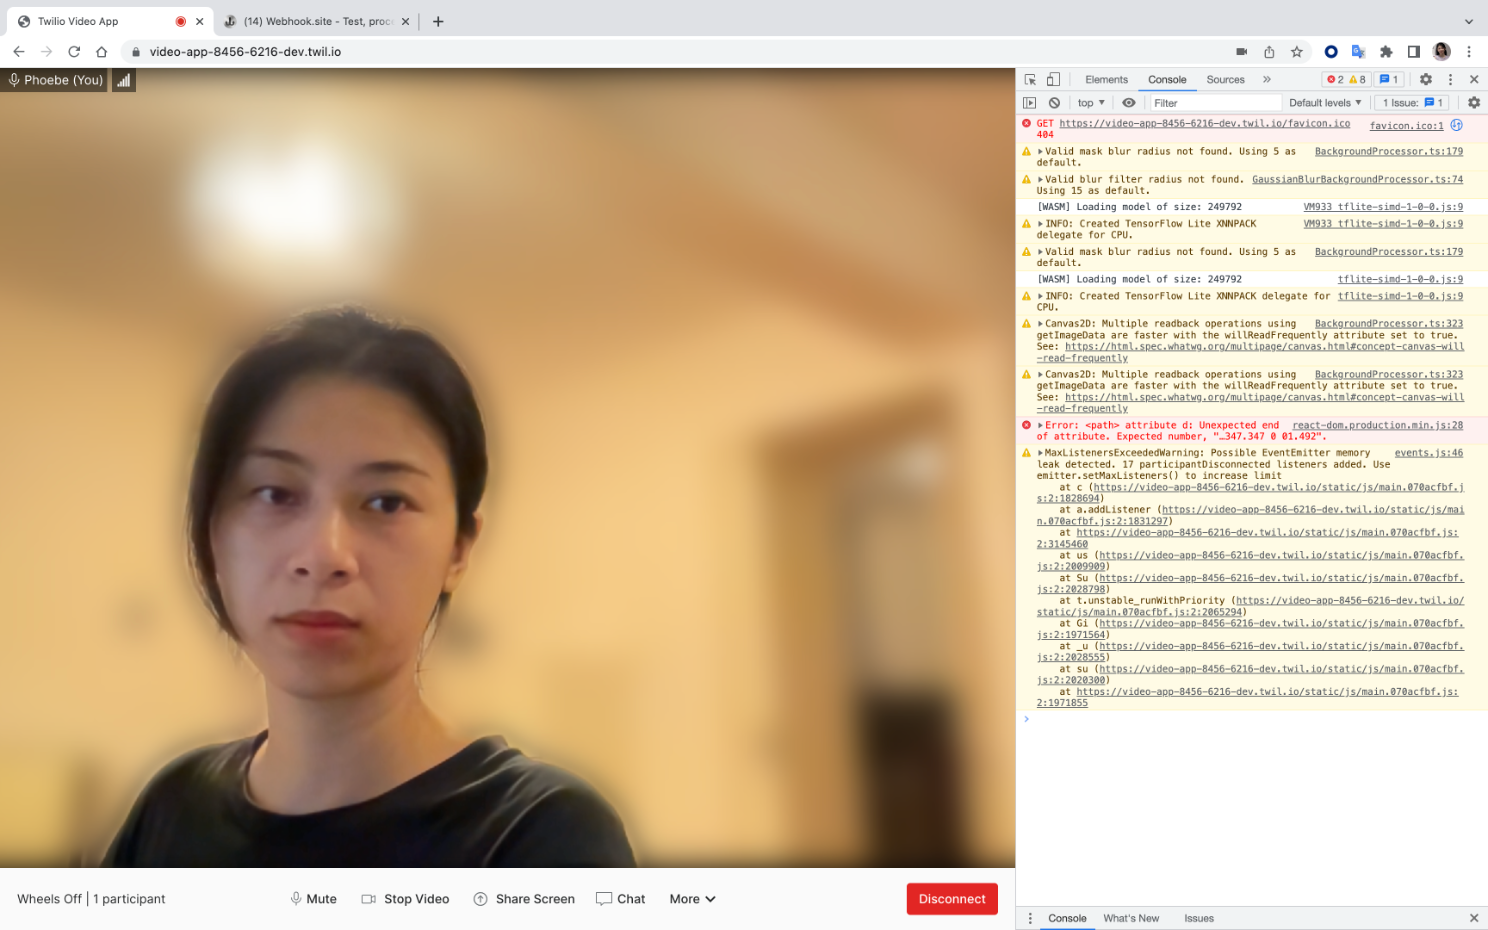 Twilio Video App
(14) Webhook.site - Test, proc
video-app-8456-6216-dev.twil.io
Phoebe (You)
Elements Console Sources » 2 8 1
top ▼ Filter Default levels ▼ 1 Issue: 1
GET https://video-app-8456-6216-dev.twil.io/favicon.ico favicon.ico:1
404
Valid mask blur radius not found. Using 5 as BackgroundProcessor.ts:179
default.
Valid blur filter radius not found. GaussianBlurBackgroundProcessor.ts:74
Using 15 as default.
[WASM] Loading model of size: 249792 VM933 tflite-simd-1-0-0.js:9
INFO: Created TensorFlow Lite XNNPACK VM933 tflite-simd-1-0-0.js:9
delegate for CPU.
Valid mask blur radius not found. Using 5 as BackgroundProcessor.ts:179
default.
[WASM] Loading model of size: 249792 tflite-simd-1-0-0.js:9
INFO: Created TensorFlow Lite XNNPACK delegate for tflite-simd-1-0-0.js:9
CPU.
Canvas2D: Multiple readback operations using BackgroundProcessor.ts:323
getImageData are faster with the willReadFrequently attribute set to true.
See: https://html.spec.whatwg.org/multipage/canvas.html#concept-canvas-will
-read-frequently
Canvas2D: Multiple readback operations using BackgroundProcessor.ts:323
getImageData are faster with the willReadFrequently attribute set to true.
See: https://html.spec.whatwg.org/multipage/canvas.html#concept-canvas-will
-read-frequently
Error: <path> attribute d: Unexpected end react-dom.production.min.js:28
of attribute. Expected number, "…347.347 0 01.492".
MaxListenersExceededWarning: Possible EventEmitter memory events.js:46
leak detected. 17 participantDisconnected listeners added. Use
emitter.setMaxListeners() to increase limit
at c (https://video-app-8456-6216-dev.twil.io/static/js/main.070acfbf.j
s:2:1828694)
at a.addListener (https://video-app-8456-6216-dev.twil.io/static/js/mai
n.070acfbf.js:2:1831297)
at https://video-app-8456-6216-dev.twil.io/static/js/main.070acfbf.js:
2:3145460
at us (https://video-app-8456-6216-dev.twil.io/static/js/main.070acfbf.
js:2:2009909)
at Su (https://video-app-8456-6216-dev.twil.io/static/js/main.070acfbf.
js:2:2028798)
at t.unstable_runWithPriority (https://video-app-8456-6216-dev.twil.io/
static/js/main.070acfbf.js:2:2065294)
at Gi (https://video-app-8456-6216-dev.twil.io/static/js/main.070acfbf.
js:2:1971564)
at _u (https://video-app-8456-6216-dev.twil.io/static/js/main.070acfbf.
js:2:2028555)
at su (https://video-app-8456-6216-dev.twil.io/static/js/main.070acfbf.
js:2:2020300)
at https://video-app-8456-6216-dev.twil.io/static/js/main.070acfbf.js:
2:1971855
Wheels Off | 1 participant Mute Stop Video Share Screen Chat More Disconnect
Console What's New Issues